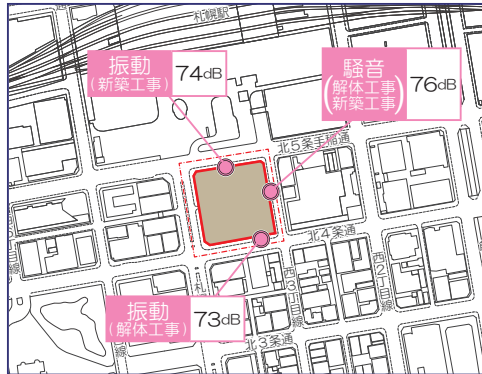 札幌駅
振動
(新築工事)
74dB
騒音
(解体工事
新築工事)
76dB
北5条手稲通
北4条通
西3丁目線
西2丁目線
振動
(解体工事)
73dB
北3条通